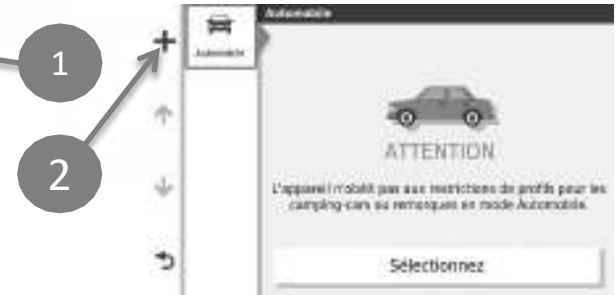 Automobile
1
Automobile
2
ATTENTION
L'appareil n'obéit pas aux restrictions de profils pour les
camping-cars ou remorques en mode Automobile.
Sélectionnez